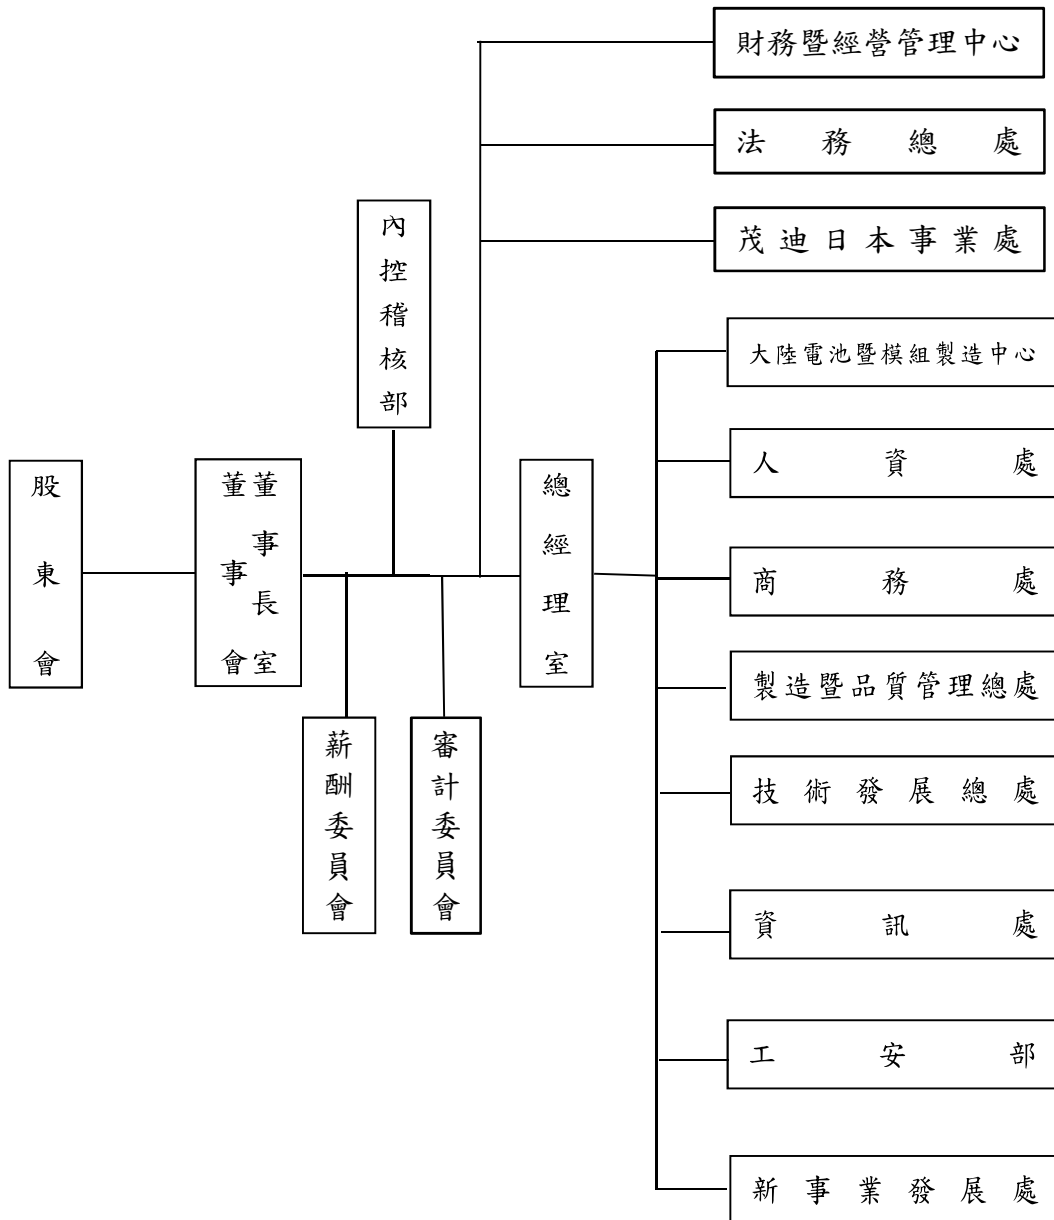 財務暨經營管理中心
法務總處
茂迪日本事業處
內控稽核部
大陸電池暨模組製造中心
人資處
股東會
董事會
董事長室
總經理室
商務處
製造暨品質管理總處
薪酬委員會
審計委員會
技術發展總處
資訊處
工安部
新事業發展處